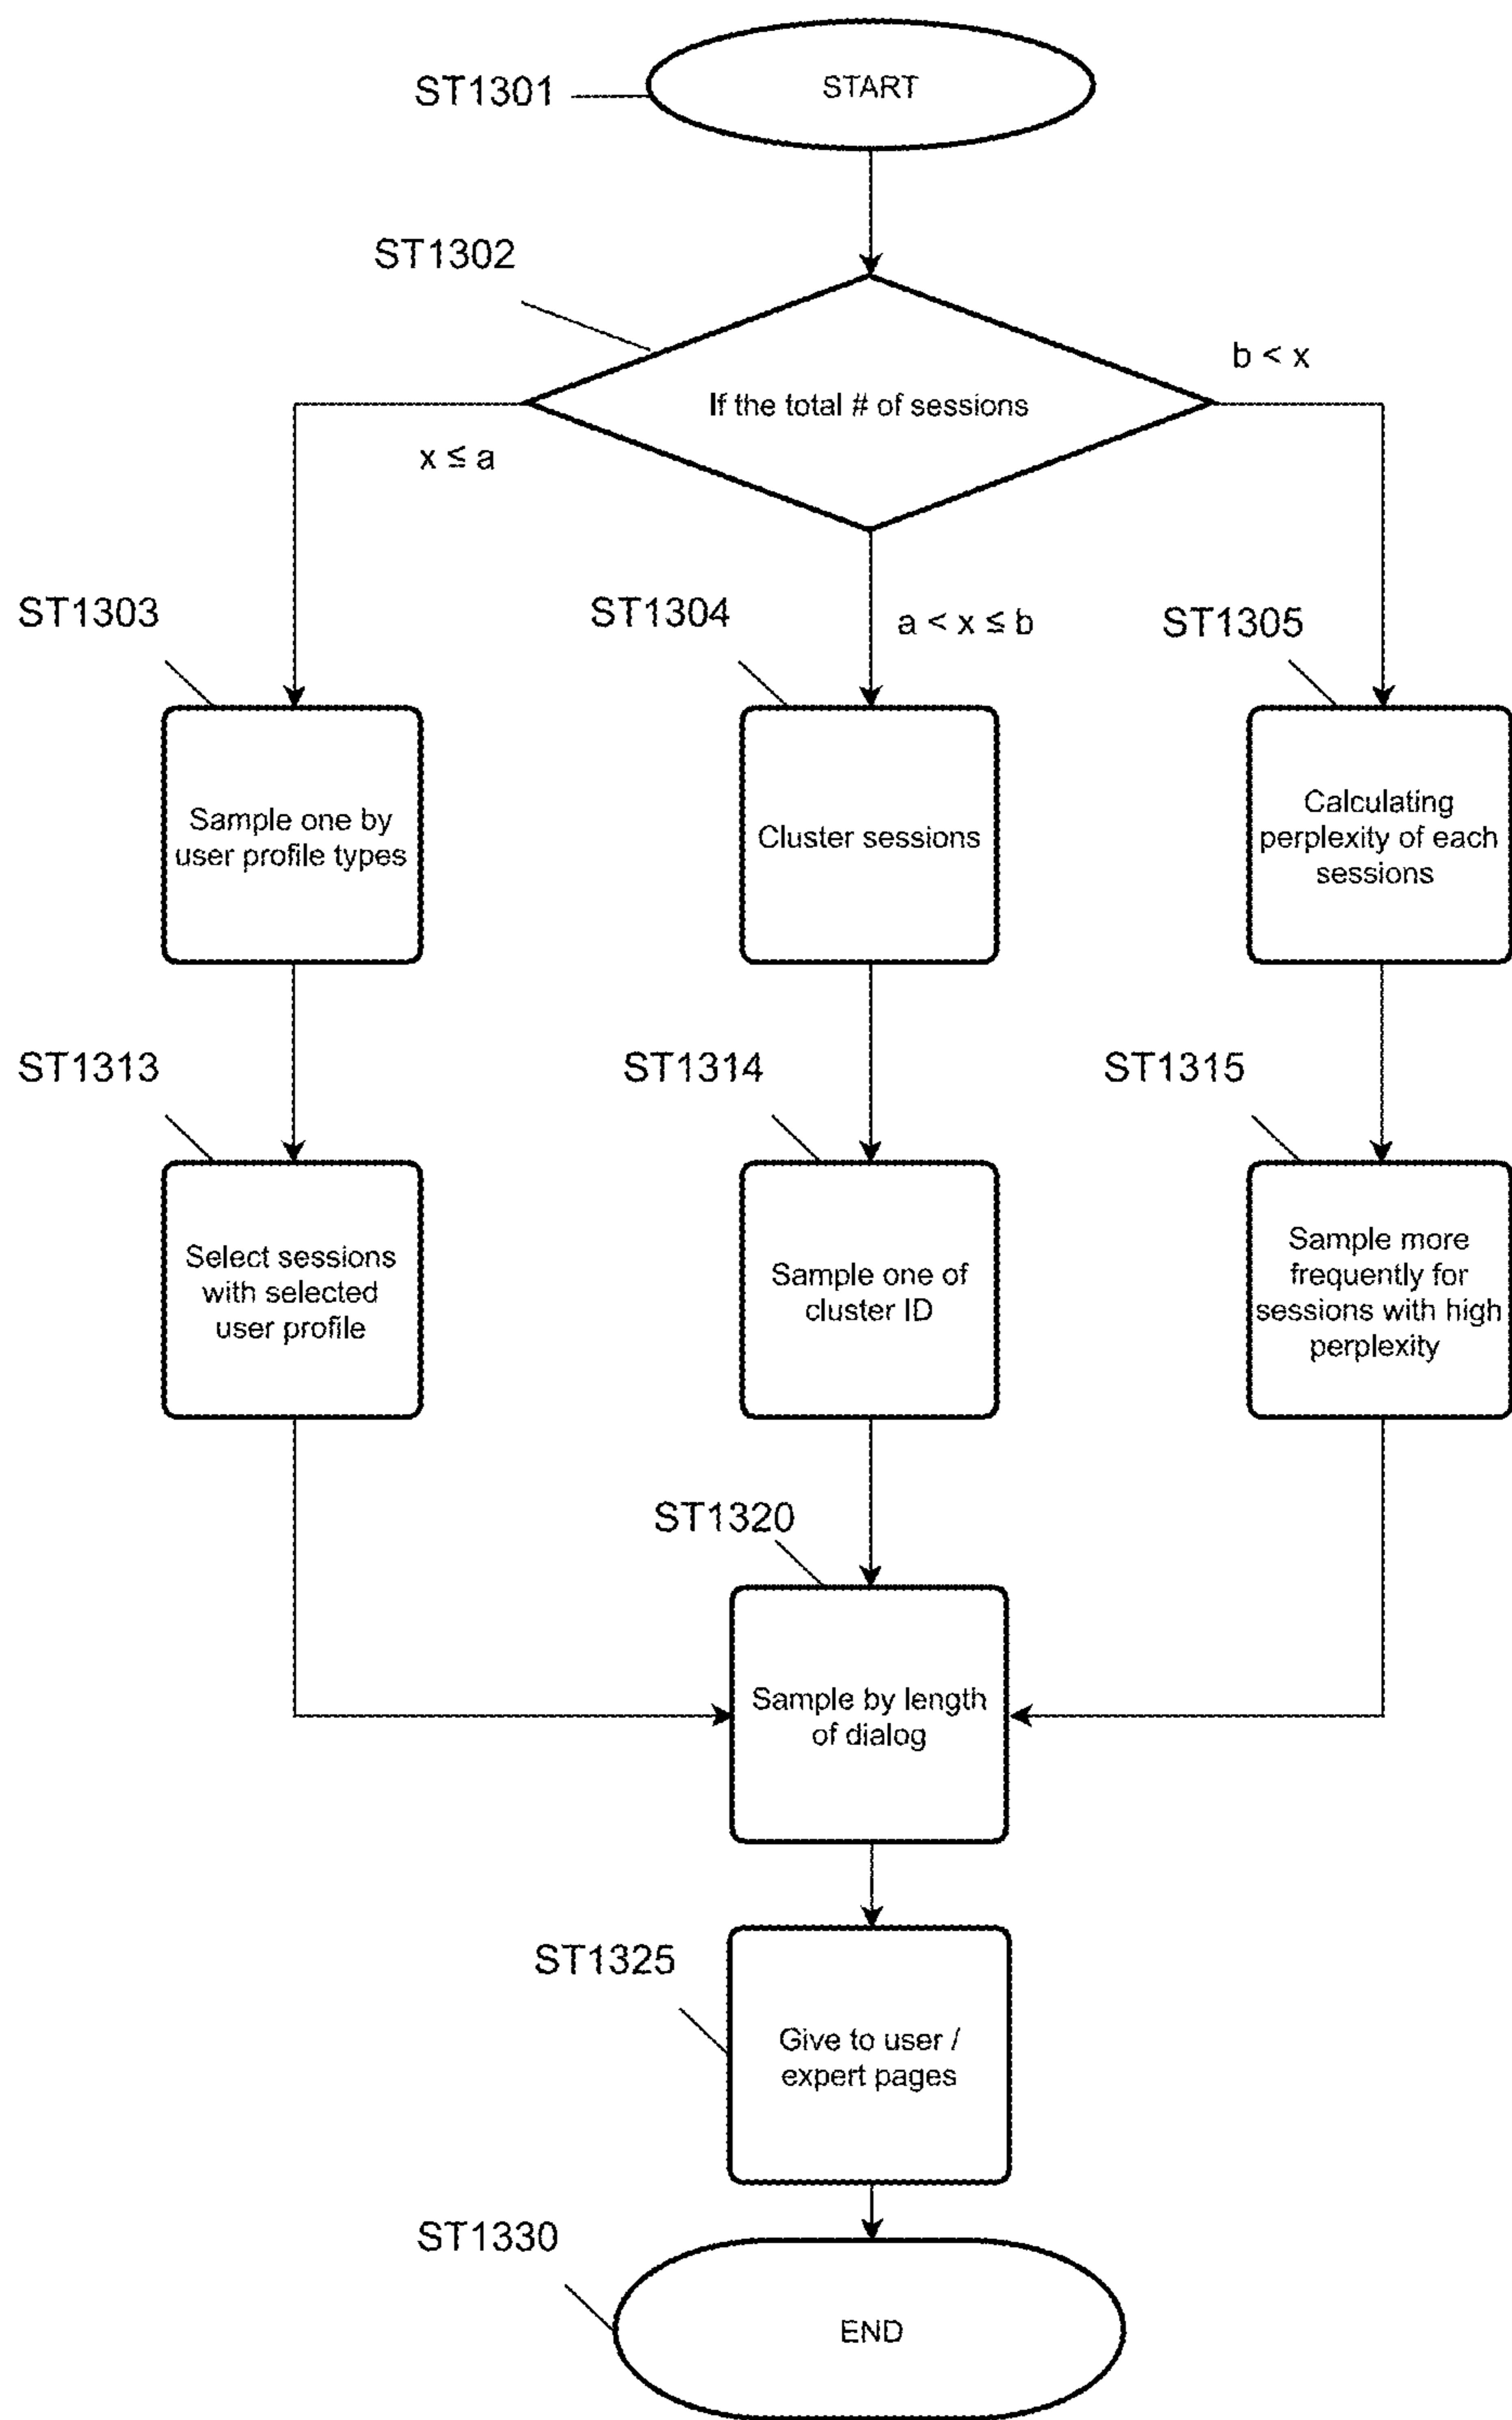 ST1301
START
ST1302
b < x
If the total # of sessions
x ≤ a
ST1303
ST1304
a < x ≤ b
ST1305
Sample one by
user profile types
Cluster sessions
Calculating
perplexity of each
sessions
ST1313
ST1314
ST1315
Select sessions
with selected
user profile
Sample one of
cluster ID
Sample more
frequently for
sessions with high
perplexity
ST1320
Sample by length
of dialog
ST1325
Give to user /
expert pages
ST1330
END